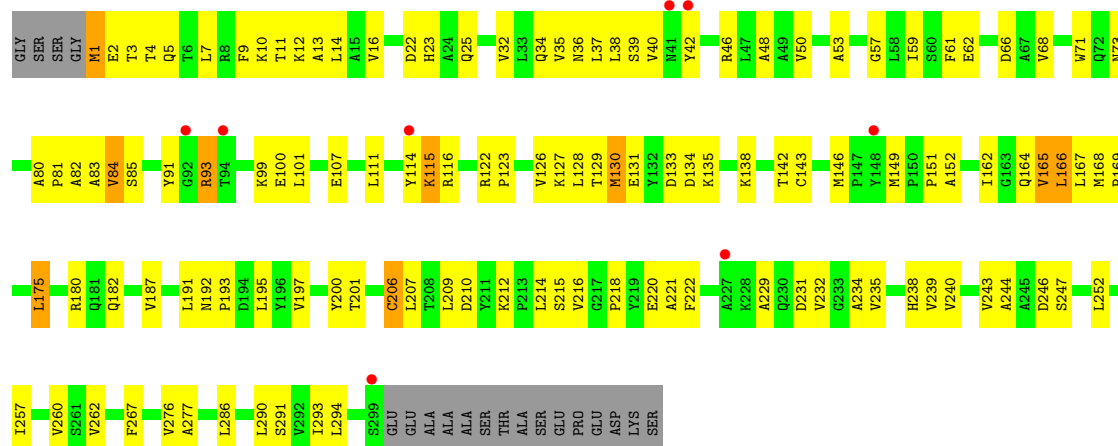 GLY SER SER GLY M1 E2 T3 T4 Q5 T6 L7 R8 F9 K10 T11 K12 A13 L14 A15 V16 D22 H23 A24 Q25 V32 L33 Q34 V35 N36 L37 L38 S39 V40 N41 Y42 R46 L47 A48 A49 V50 A53 G57 L58 I59 S60 F61 E62 D66 A67 V68 W71 Q72 N73
A80 P81 A82 A83 V84 S85 Y91 G92 R93 T94 K99 E100 L101 E107 L111 Y114 K115 R116 R122 P123 V126 K127 L128 T129 M130 E131 Y132 D133 D134 K135 K138 T142 C143 M146 P147 Y148 M149 P150 P151 A152 I162 G163 Q164 V165 L166 L167 M168 P169
L175 R180 Q181 Q182 V187 L191 N192 P193 D194 L195 Y196 V197 Y200 T201 C206 L207 T208 L209 D210 Y211 K212 P213 L214 S215 V216 G217 P218 Y219 E220 A221 F222 A227 K228 A229 Q230 D231 V232 G233 A234 V235 H238 V239 V240 V243 A244 A245 D246 S247 L252
I257 V260 S261 V262 F267 V276 A277 L286 L290 S291 V292 I293 L294 S299 GLU GLU ALA ALA ALA SER THR ALA SER GLU PRO GLU ASP LYS SER